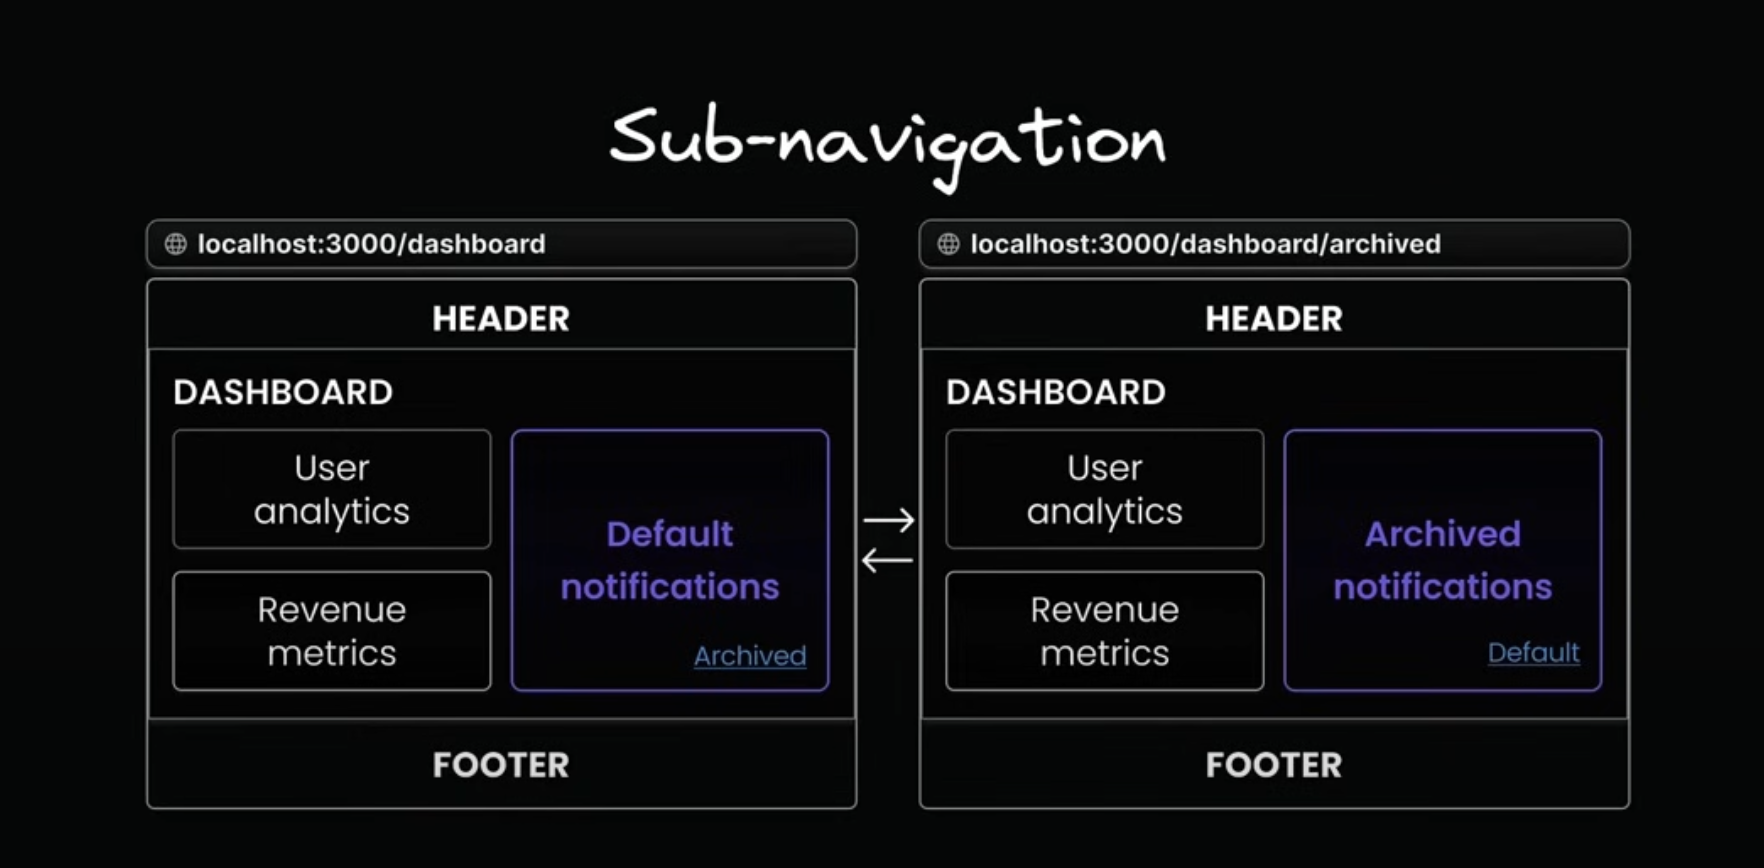 Sub-navigation
localhost:3000/dashboard
HEADER
DASHBOARD
User
analytics
Revenue
metrics
Default
notifications
Archived
FOOTER
localhost:3000/dashboard/archived
HEADER
DASHBOARD
User
analytics
Revenue
metrics
Archived
notifications
Default
FOOTER